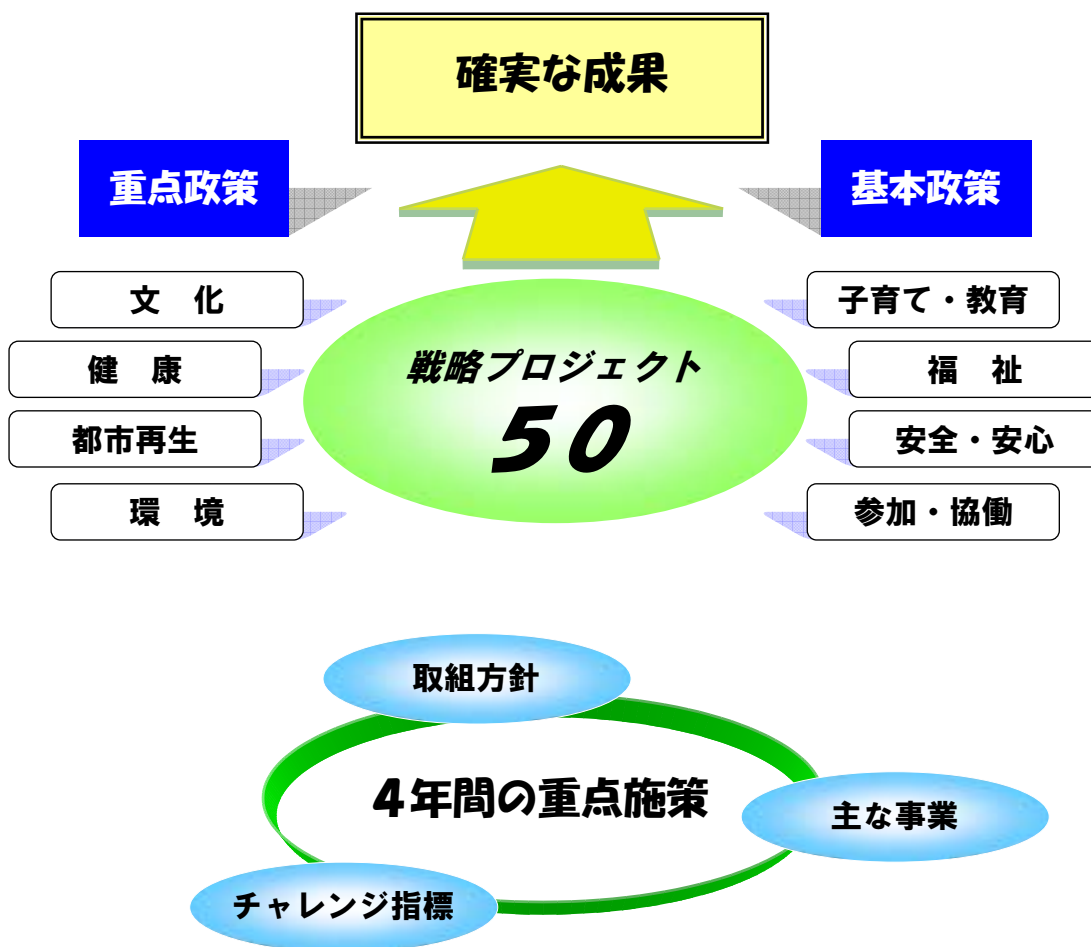 確実な成果
重点政策
基本政策
文 化
健 康
都市再生
環 境
戦略プロジェクト
50
子育て・教育
福 祉
安全・安心
参加・協働
取組方針
4年間の重点施策
主な事業
チャレンジ指標